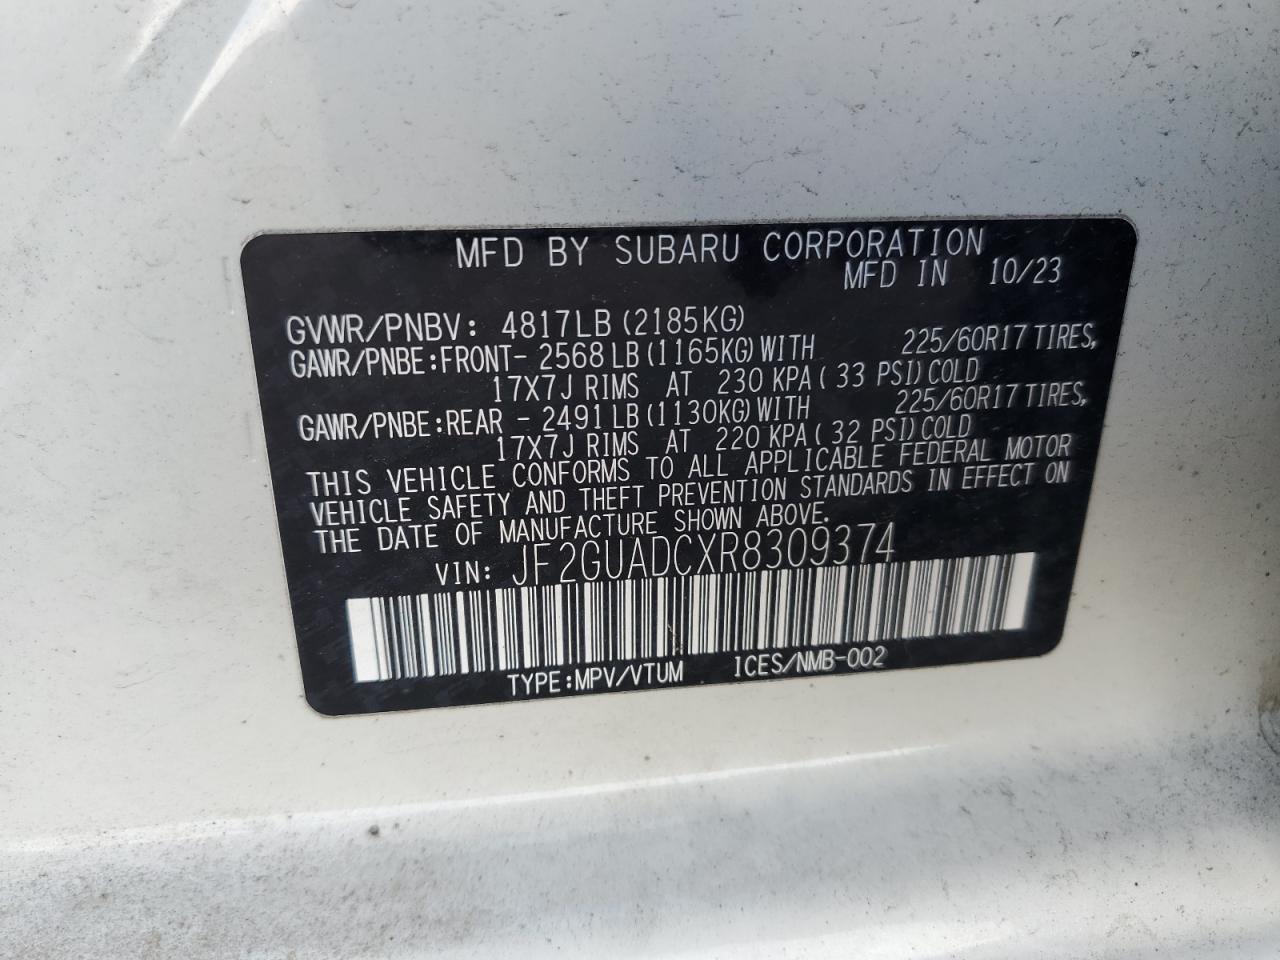 MFD BY SUBARU CORPORATION
MFD IN 10/23
GVWR/PNBV: 4817LB (2185KG)
GAWR/PNBE:FRONT- 2568 LB (1165KG) WITH 225/60R17 TIRES,
17X7J RIMS AT 230 KPA ( 33 PSI) COLD
GAWR/PNBE:REAR - 2491 LB (1130KG) WITH 225/60R17 TIRES,
17X7J RIMS AT 220 KPA ( 32 PSI) COLD
THIS VEHICLE CONFORMS TO ALL APPLICABLE FEDERAL MOTOR
VEHICLE SAFETY AND THEFT PREVENTION STANDARDS IN EFFECT ON
THE DATE OF MANUFACTURE SHOWN ABOVE.
VIN: JF2GUADCXR8309374
TYPE:MPV/VTUM ICES/NMB-002